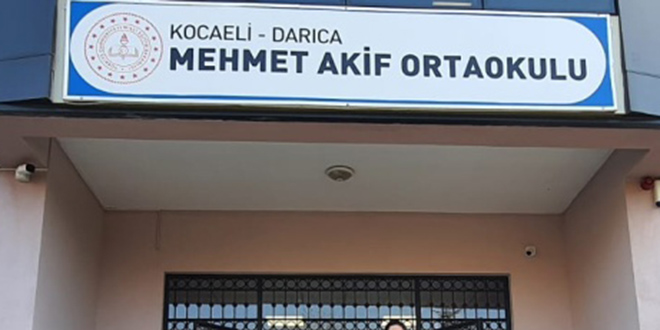 KOCAELİ - DARICA
MEHMET AKİF ORTAOKULU